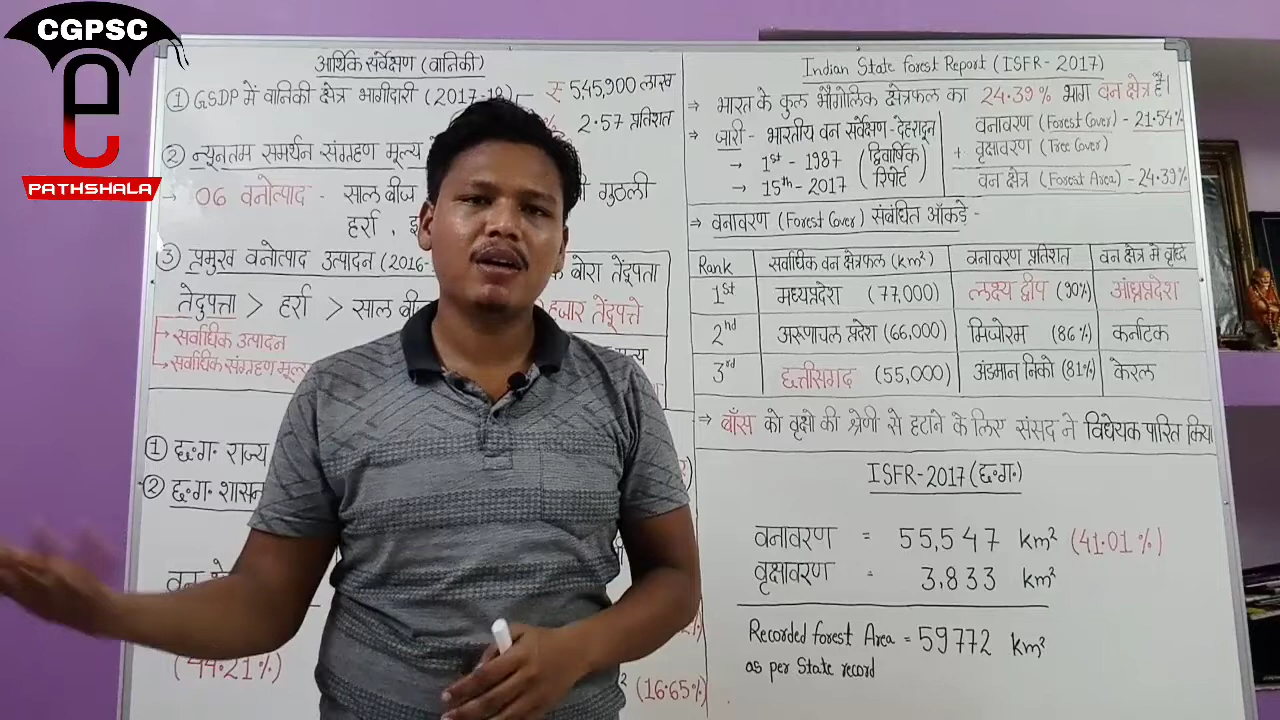 CGPSC
e
PATHSHALA
आर्थिक सर्वेक्षण (वानिकी)
① GSDP में वानिकी क्षेत्र भागीदारी (2017-18)
₹ 545,900 लाख
% 2.57 प्रतिशत
② न्यूनतम समर्थन संग्रहण मूल्य
→ 06 वनोत्पाद - साल बीज गुठली
हर्रा ,
③ प्रमुख वनोत्पाद उत्पादन (2016- बोरा तेंदूपत्ता
तेंदुपत्ता > हर्रा > साल हजार तेंदूपत्ते
→ सर्वाधिक उत्पादन
→ सर्वाधिक संग्रहण मूल्य
① छ.ग. राज्य
② छ.ग. शासन
वन
(44.21%)
(16.65%)
Indian State forest Report (ISFR - 2017)
⇒ भारत के कुल भौगोलिक क्षेत्रफल का 24.39% भाग वन क्षेत्र है।
⇒ जारी - भारतीय वन सर्वेक्षण - देहरादून
→ 1st - 1987 (द्विवार्षिक
→ 15th - 2017 रिपोर्ट)
वनावरण (Forest Cover) - 21.54%
+ वृक्षावरण (Tree Cover)
वन क्षेत्र (Forest Area) - 24.39%
→ वनावरण (Forest Cover) संबंधित आँकड़े -
Rank सर्वाधिक वन क्षेत्रफल (km²) वनावरण प्रतिशत वन क्षेत्र में वृद्धि
1st मध्यप्रदेश (77,000) लक्ष्य द्वीप (90%) आंध्रप्रदेश
2nd अरुणाचल प्रदेश (66,000) मिजोरम (86%) कर्नाटक
3rd छत्तीसगढ़ (55,000) अंडमान निको (81%) केरल
→ बाँस को वृक्षो की श्रेणी से हटाने के लिए संसद ने विधेयक पारित किया
ISFR-2017 (छ.ग.)
वनावरण = 55,547 km² (41.01%)
वृक्षावरण = 3,833 km²
Recorded forest Area = 59772 km²
as per State record